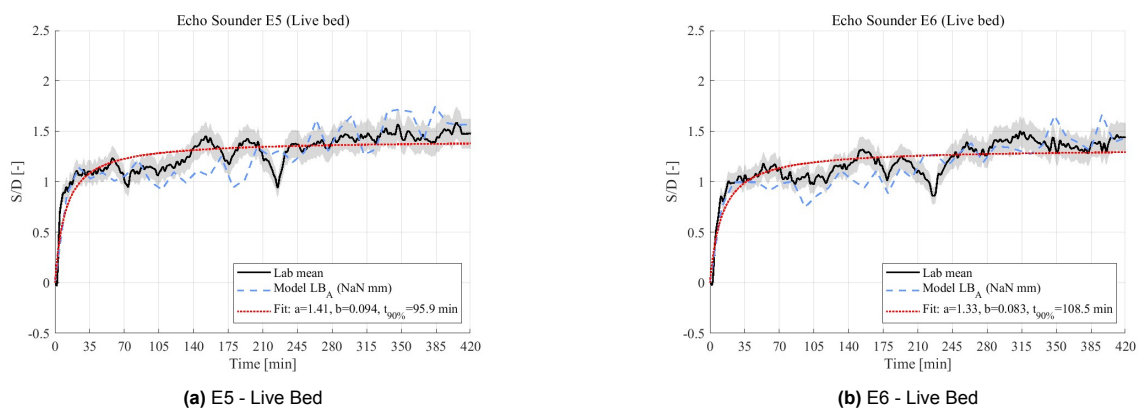 Echo Sounder E5 (Live bed)
2.5
2
1.5
1
0.5
0
-0.5
S/D [-]
Lab mean
Model LB_A (NaN mm)
Fit: a=1.41, b=0.094, t_90%=95.9 min
0 35 70 105 140 175 210 245 280 315 350 385 420
Time [min]
(a) E5 - Live Bed
Echo Sounder E6 (Live bed)
2.5
2
1.5
1
0.5
0
-0.5
S/D [-]
Lab mean
Model LB_A (NaN mm)
Fit: a=1.33, b=0.083, t_90%=108.5 min
0 35 70 105 140 175 210 245 280 315 350 385 420
Time [min]
(b) E6 - Live Bed